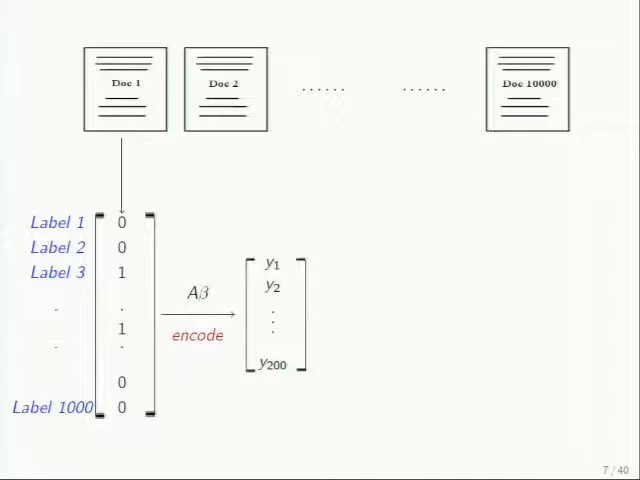 Doc 1
Doc 2
. . . . . .
. . . . . .
Doc 10000
Label 1 0
Label 2 0
Label 3 1
. .
1
. .
0
Label 1000 0
Aβ
encode
y₁
y₂
.
.
.
y₂₀₀
7 / 40